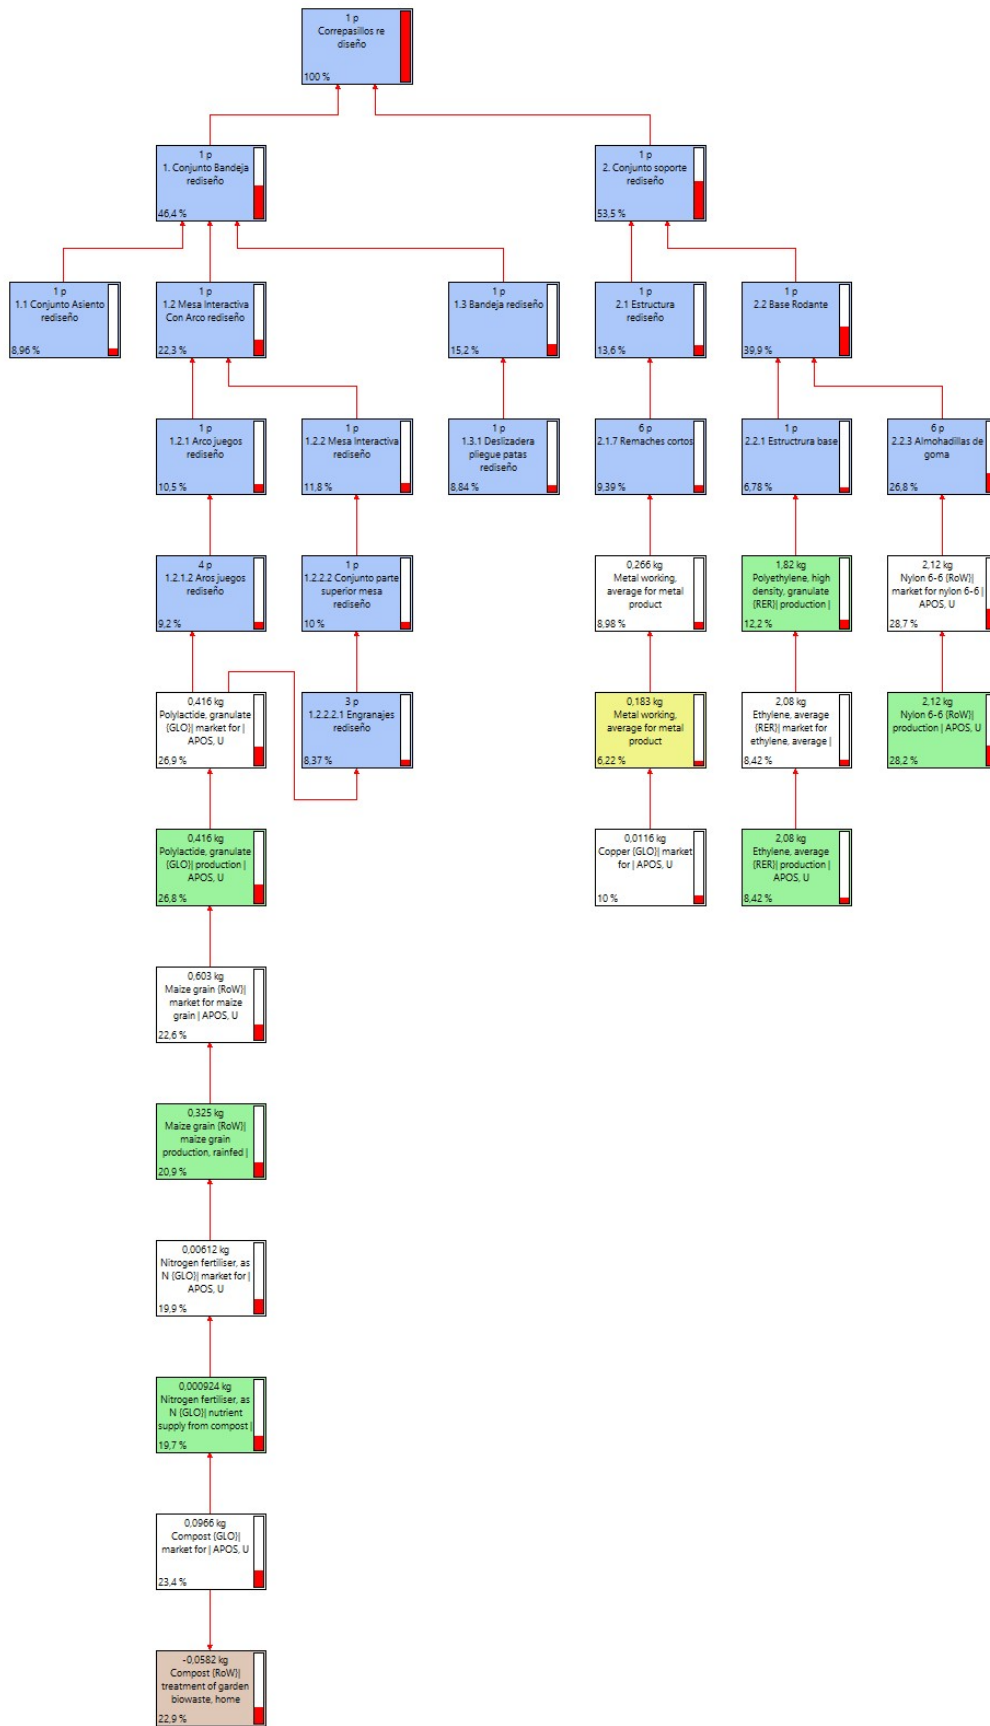 1 p
Correpasillos re
diseño
100 %
1 p
1. Conjunto Bandeja
rediseño
46,4 %
1 p
2. Conjunto soporte
rediseño
53,5 %
1 p
1.1 Conjunto Asiento
rediseño
8,96 %
1 p
1.2 Mesa Interactiva
Con Arco rediseño
22,3 %
1 p
1.3 Bandeja rediseño
15,2 %
1 p
2.1 Estructura
rediseño
13,6 %
1 p
2.2 Base Rodante
39,9 %
1 p
1.2.1 Arco juegos
rediseño
10,5 %
1 p
1.2.2 Mesa Interactiva
rediseño
11,8 %
1 p
1.3.1 Deslizadera
pliegue patas
rediseño
8,84 %
6 p
2.1.7 Remaches cortos
9,39 %
1 p
2.2.1 Estructrura base
6,78 %
6 p
2.2.3 Almohadillas de
goma
26,8 %
4 p
1.2.1.2 Aros juegos
rediseño
9,2 %
1 p
1.2.2.2 Conjunto parte
superior mesa
rediseño
10 %
0,266 kg
Metal working,
average for metal
product
8,98 %
1,82 kg
Polyethylene, high
density, granulate
{RER}| production |
12,2 %
2,12 kg
Nylon 6-6 {RoW}|
market for nylon 6-6 |
APOS, U
28,7 %
0,416 kg
Polylactide, granulate
{GLO}| market for |
APOS, U
26,9 %
3 p
1.2.2.2.1 Engranajes
rediseño
8,37 %
0,183 kg
Metal working,
average for metal
product
6,22 %
2,08 kg
Ethylene, average
{RER}| market for
ethylene, average |
8,42 %
2,12 kg
Nylon 6-6 {RoW}|
production | APOS, U
28,2 %
0,416 kg
Polylactide, granulate
{GLO}| production |
APOS, U
26,8 %
0,0116 kg
Copper {GLO}| market
for | APOS, U
10 %
2,08 kg
Ethylene, average
{RER}| production |
APOS, U
8,42 %
0,603 kg
Maize grain {RoW}|
market for maize
grain | APOS, U
22,6 %
0,325 kg
Maize grain {RoW}|
maize grain
production, rainfed |
20,9 %
0,00612 kg
Nitrogen fertiliser, as
N {GLO}| market for |
APOS, U
19,9 %
0,000924 kg
Nitrogen fertiliser, as
N {GLO}| nutrient
supply from compost |
19,7 %
0,0966 kg
Compost {GLO}|
market for | APOS, U
23,4 %
-0,0582 kg
Compost {RoW}|
treatment of garden
biowaste, home
22,9 %